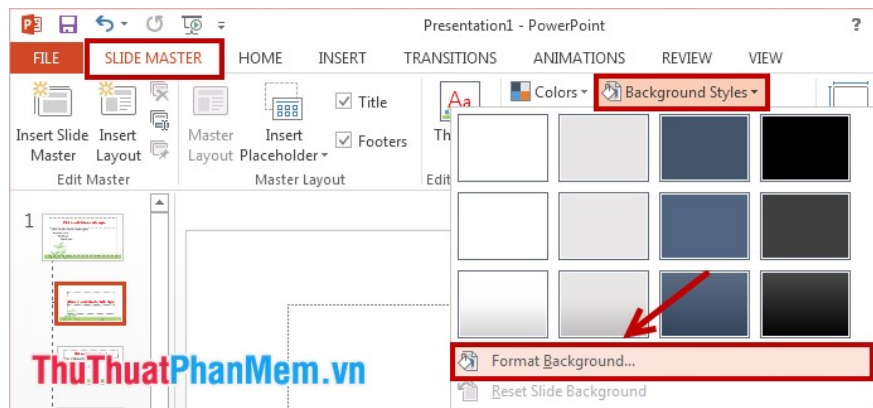 Presentation1 - PowerPoint ?
FILE SLIDE MASTER HOME INSERT TRANSITIONS ANIMATIONS REVIEW VIEW
Insert Slide Master
Insert Layout
Master Layout
Insert Placeholder
Title
Footers
Aa
Th
Colors
Background Styles
Edit Master
Master Layout
Edit
1
Format Background...
Reset Slide Background
ThuThuatPhanMem.vn